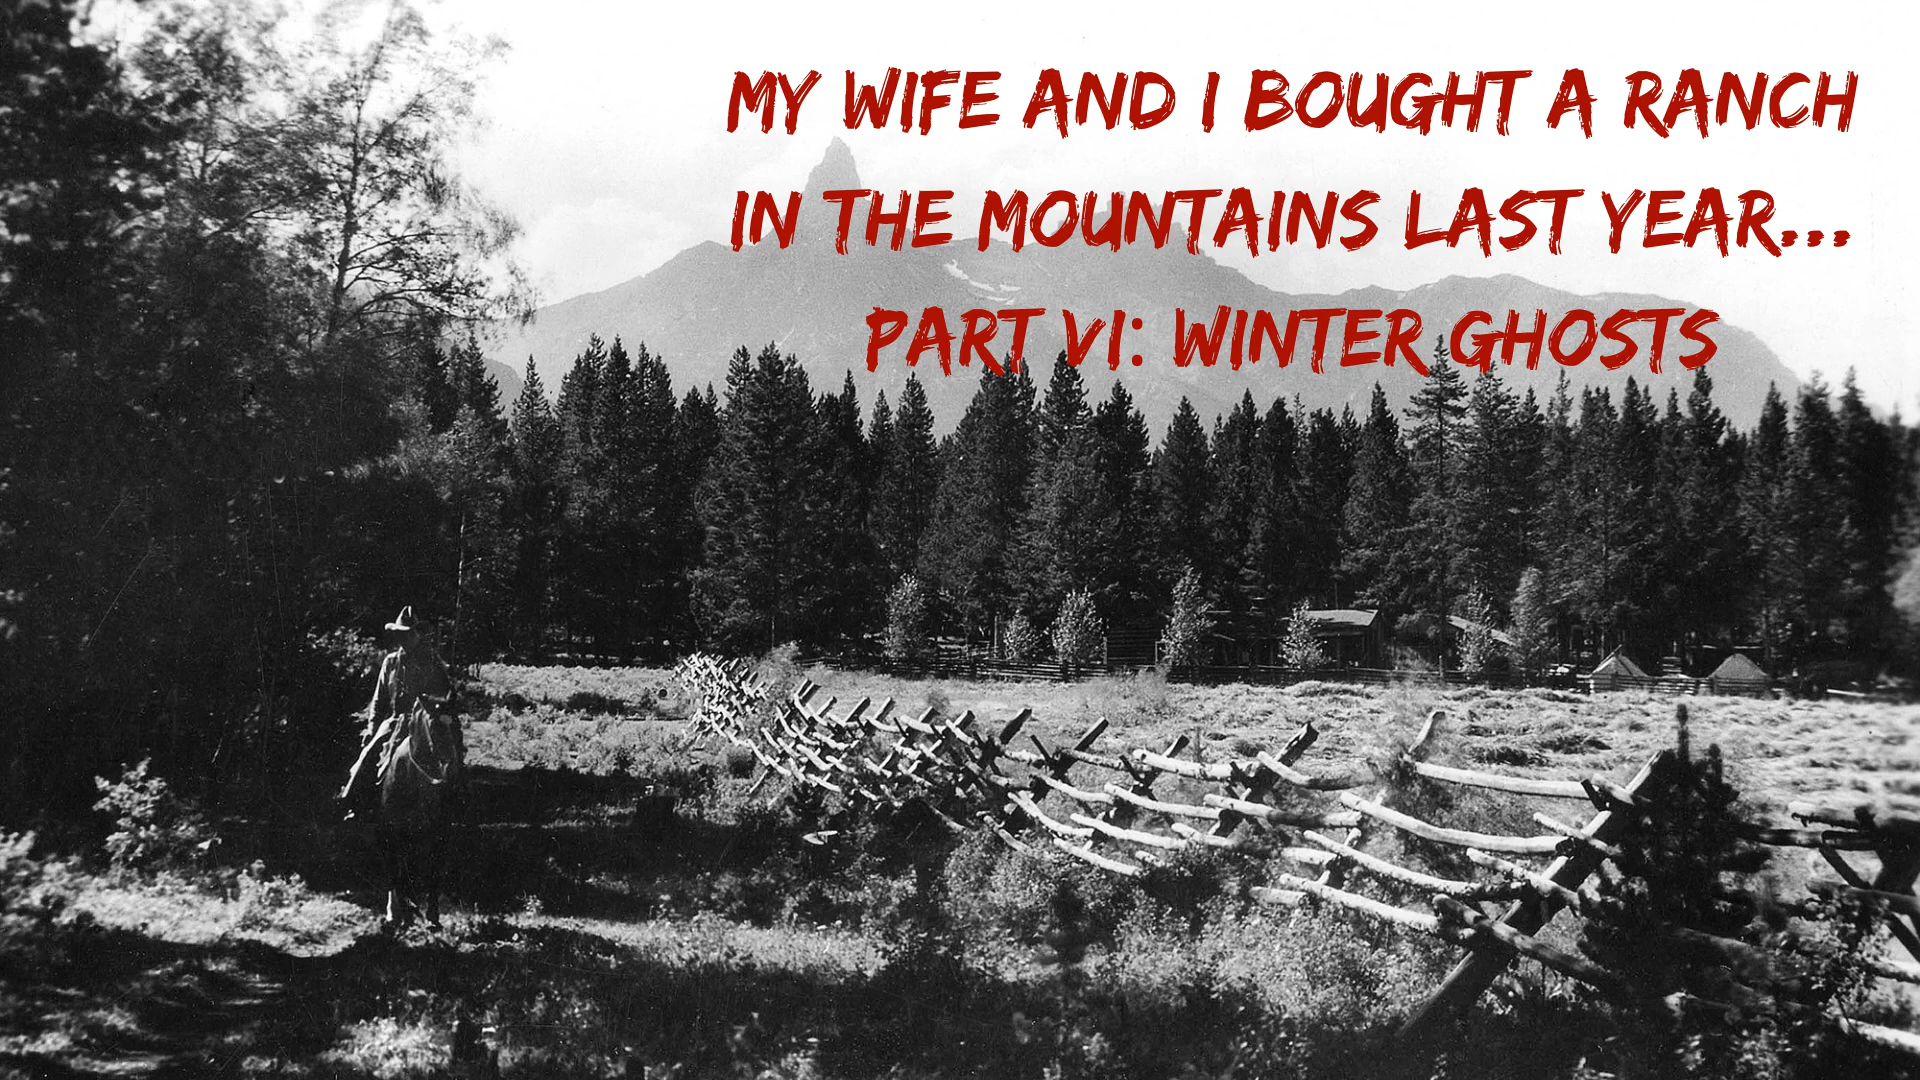 MY WIFE AND I BOUGHT A RANCH
IN THE MOUNTAINS LAST YEAR...
PART VI: WINTER GHOSTS